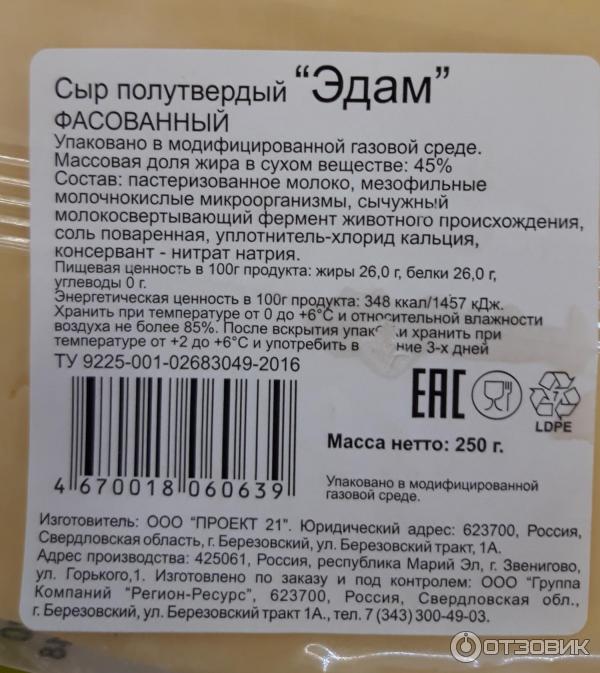 Сыр полутвердый “Эдам”
ФАСОВАННЫЙ
Упаковано в модифицированной газовой среде.
Массовая доля жира в сухом веществе: 45%
Состав: пастеризованное молоко, мезофильные
молочнокислые микроорганизмы, сычужный
молокосвертывающий фермент животного происхождения,
соль поваренная, уплотнитель-хлорид кальция,
консервант - нитрат натрия.
Пищевая ценность в 100г продукта: жиры 26,0 г, белки 26,0 г,
углеводы 0 г.
Энергетическая ценность в 100г продукта: 348 ккал/1457 кДж.
Хранить при температуре от 0 до +6°С и относительной влажности
воздуха не более 85%. После вскрытия хранить при
температуре от +2 до +6°С и употребить в 3-х дней
ТУ 9225-001-02683049-2016
EAC
7
LDPE
Масса нетто: 250 г.
4 670018 060639
Упаковано в модифицированной
газовой среде.
Изготовитель: ООО "ПРОЕКТ 21". Юридический адрес: 623700, Россия,
Свердловская область, г. Березовский, ул. Березовский тракт, 1А.
Адрес производства: 425061, Россия, республика Марий Эл, г. Звенигово,
ул. Горького,1. Изготовлено по заказу и под контролем: ООО "Группа
Компаний "Регион-Ресурс", 623700, Россия, Свердловская обл.,
г. Березовский, ул. Березовский тракт 1А., тел. 7 (343) 300-49-03.
ОТЗОВИК